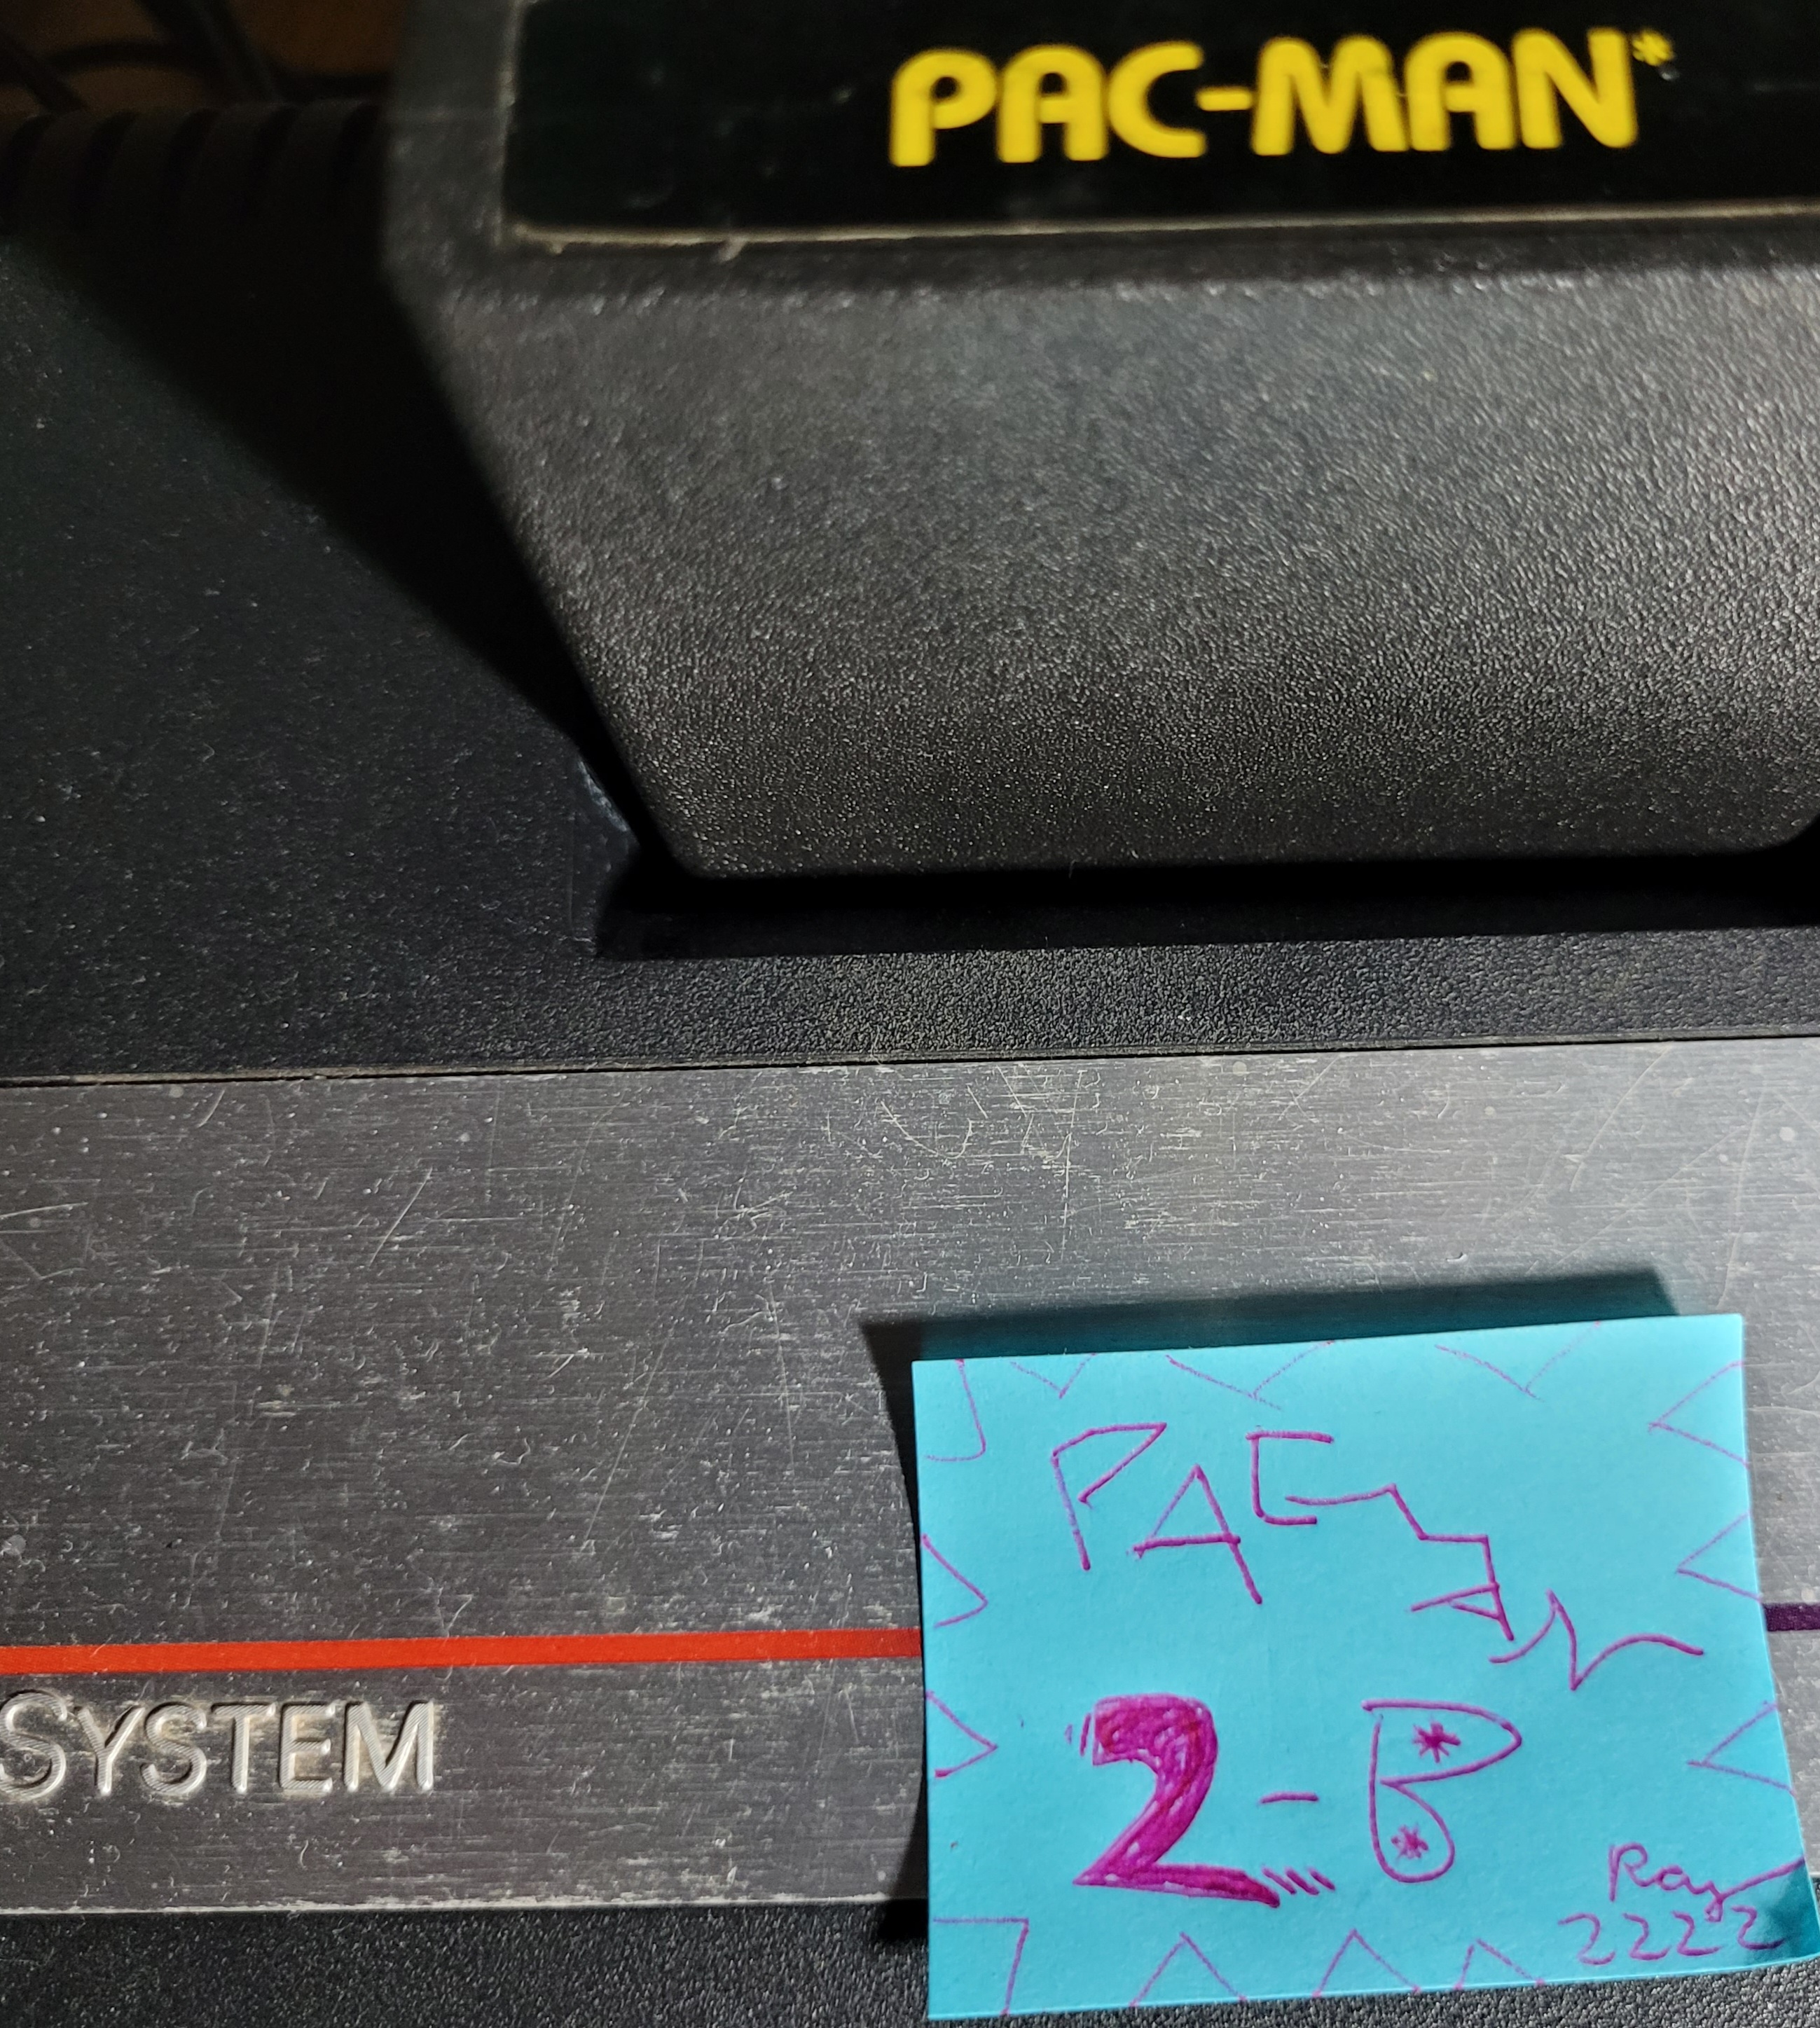 PAC-MAN*
SYSTEM
PAC-MAN
2-B
Ray
2222